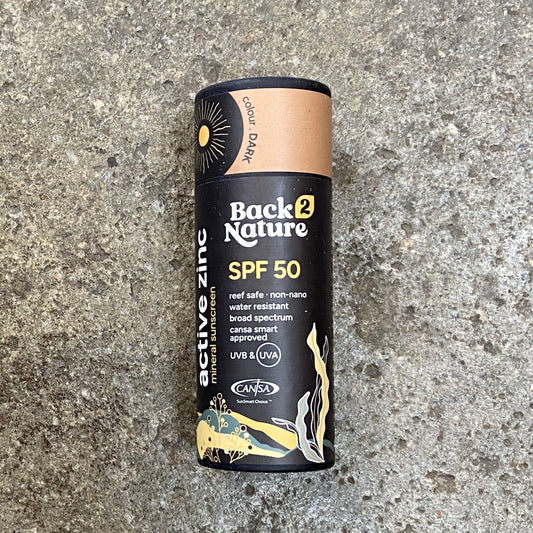 colour: DARK
Back 2
Nature
SPF 50
reef safe · non-nano
water resistant
broad spectrum
cansa smart
approved
UVB & UVA
CANSA
SunSmart Choice™
active zinc
mineral sunscreen